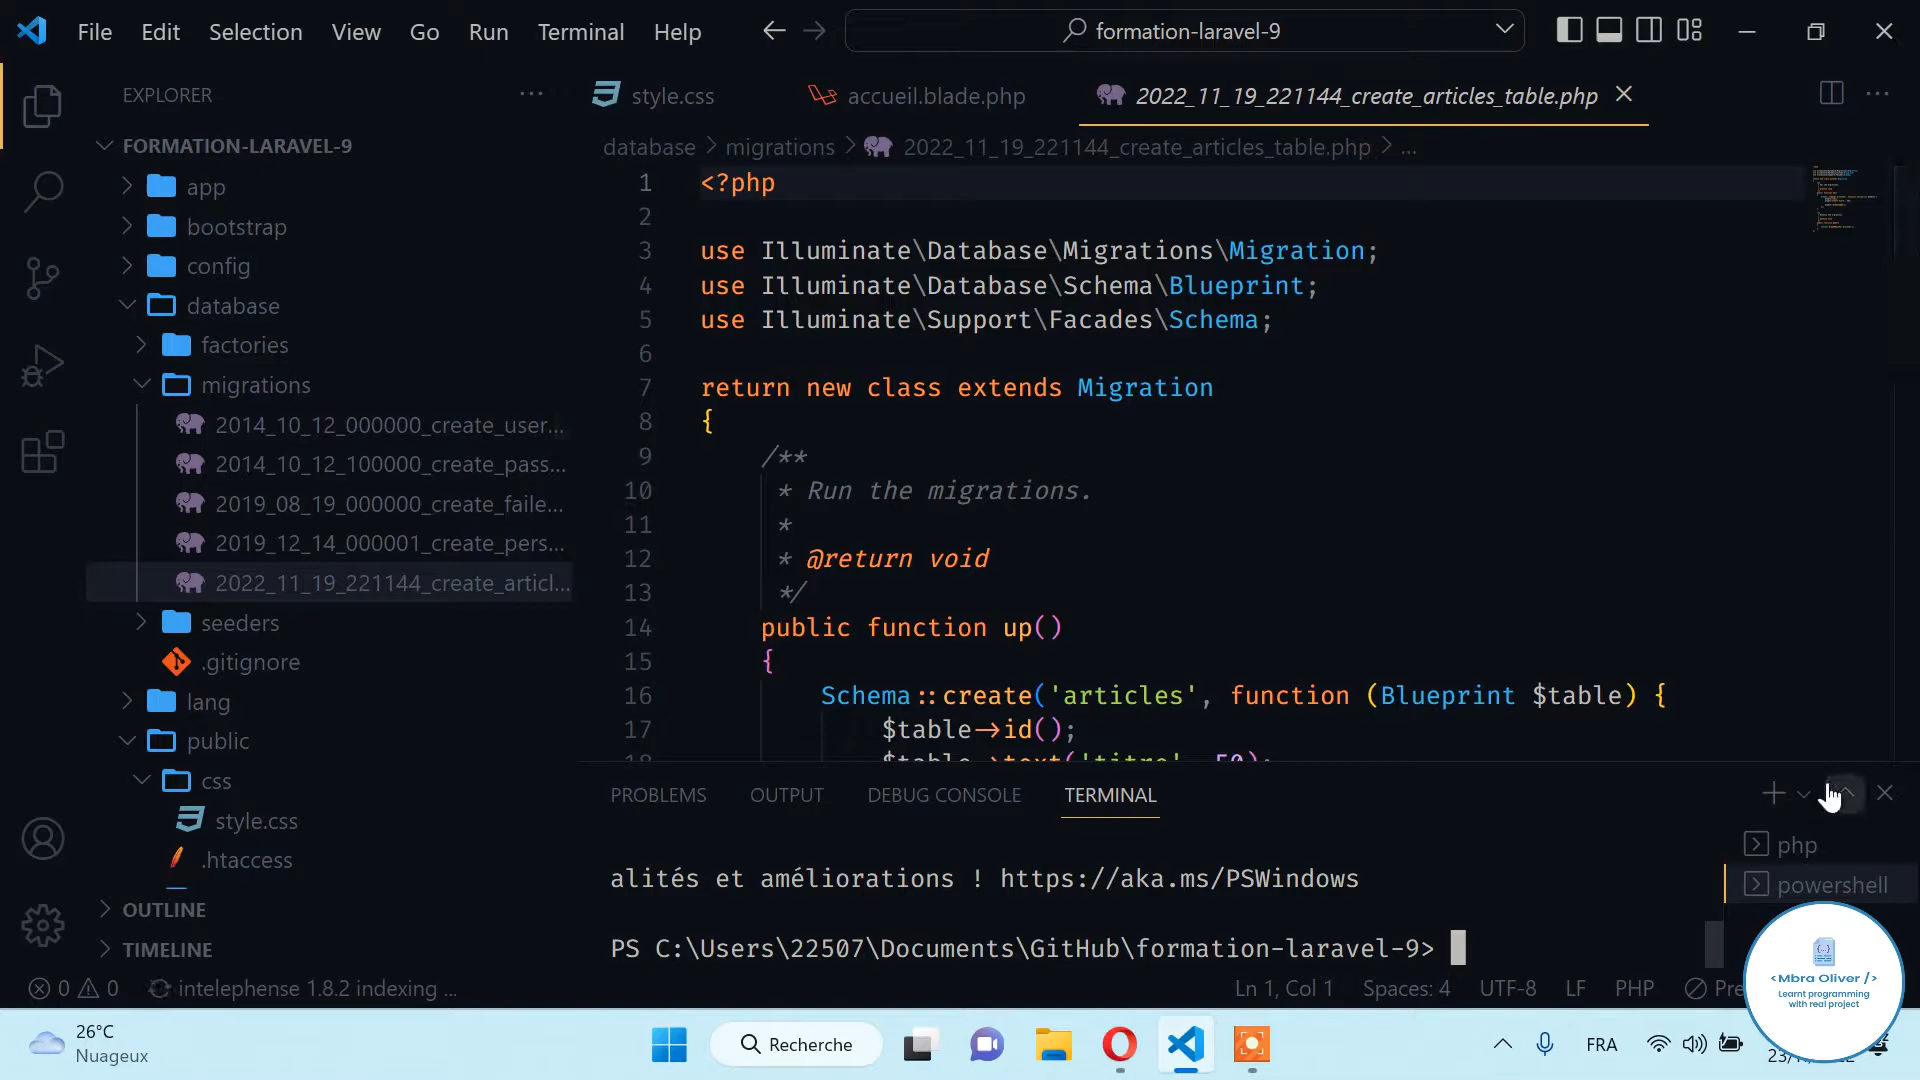 File Edit Selection View Go Run Terminal Help
formation-laravel-9
EXPLORER ...
style.css
accueil.blade.php
2022_11_19_221144_create_articles_table.php
FORMATION-LARAVEL-9
app
bootstrap
config
database
factories
migrations
2014_10_12_000000_create_user...
2014_10_12_100000_create_pass...
2019_08_19_000000_create_faile...
2019_12_14_000001_create_pers...
2022_11_19_221144_create_articl...
seeders
.gitignore
lang
public
css
style.css
.htaccess
OUTLINE
TIMELINE
database > migrations > 2022_11_19_221144_create_articles_table.php > ...
1 <?php
2
3 use Illuminate\Database\Migrations\Migration;
4 use Illuminate\Database\Schema\Blueprint;
5 use Illuminate\Support\Facades\Schema;
6
7 return new class extends Migration
8 {
9 /**
10 * Run the migrations.
11 *
12 * @return void
13 */
14 public function up()
15 {
16 Schema::create('articles', function (Blueprint $table) {
17 $table->id();
18 $table->text('titre', 50);
PROBLEMS OUTPUT DEBUG CONSOLE TERMINAL
alités et améliorations ! https://aka.ms/PSWindows
PS C:\Users\22507\Documents\GitHub\formation-laravel-9>
php
powershell
0 0 intelephense 1.8.2 indexing ...
Ln 1, Col 1 Spaces: 4 UTF-8 LF PHP Pre
<Mbra Oliver />
Learnt programming
with real project
26°C
Nuageux
Recherche
FRA